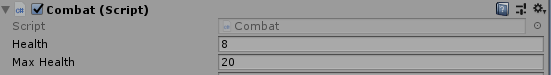 Combat (Script)
Script Combat
Health 8
Max Health 20